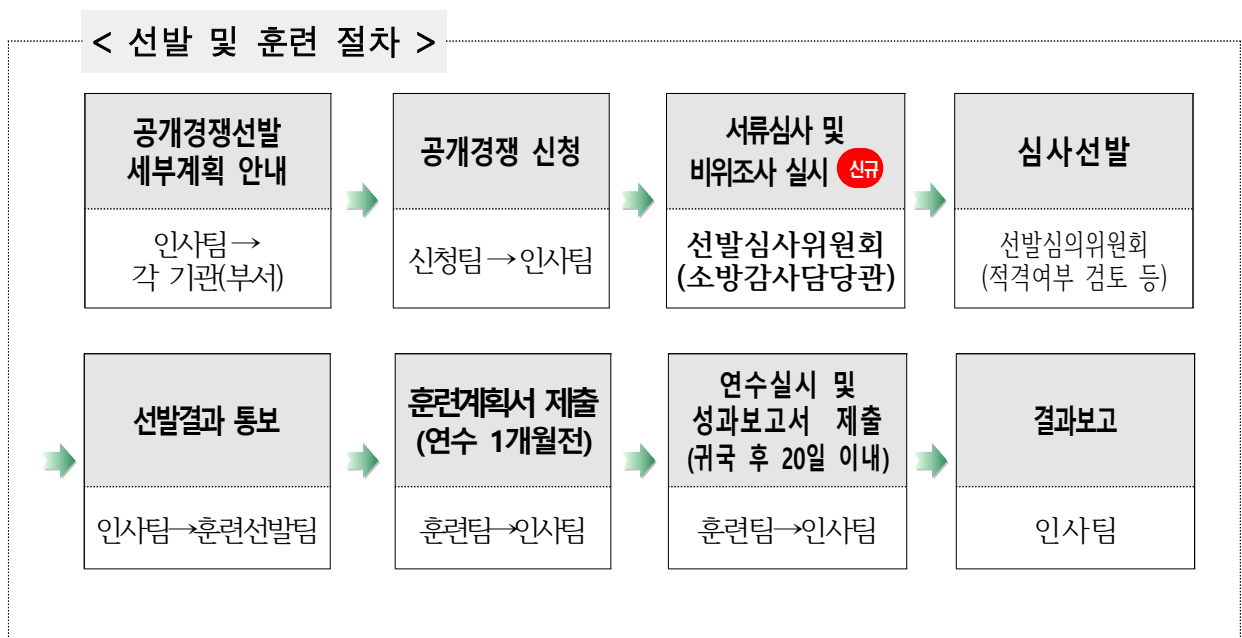 < 선발 및 훈련 절차 >
공개경쟁선발
세부계획 안내
인사팀→
각 기관(부서)
공개경쟁 신청
신청팀→인사팀
서류심사 및
비위조사 실시 신규
선발심사위원회
(소방감사담당관)
심사선발
선발심의위원회
(적격여부 검토 등)
선발결과 통보
인사팀→훈련선발팀
훈련계획서 제출
(연수 1개월전)
훈련팀→인사팀
연수실시 및
성과보고서 제출
(귀국 후 20일 이내)
훈련팀→인사팀
결과보고
인사팀